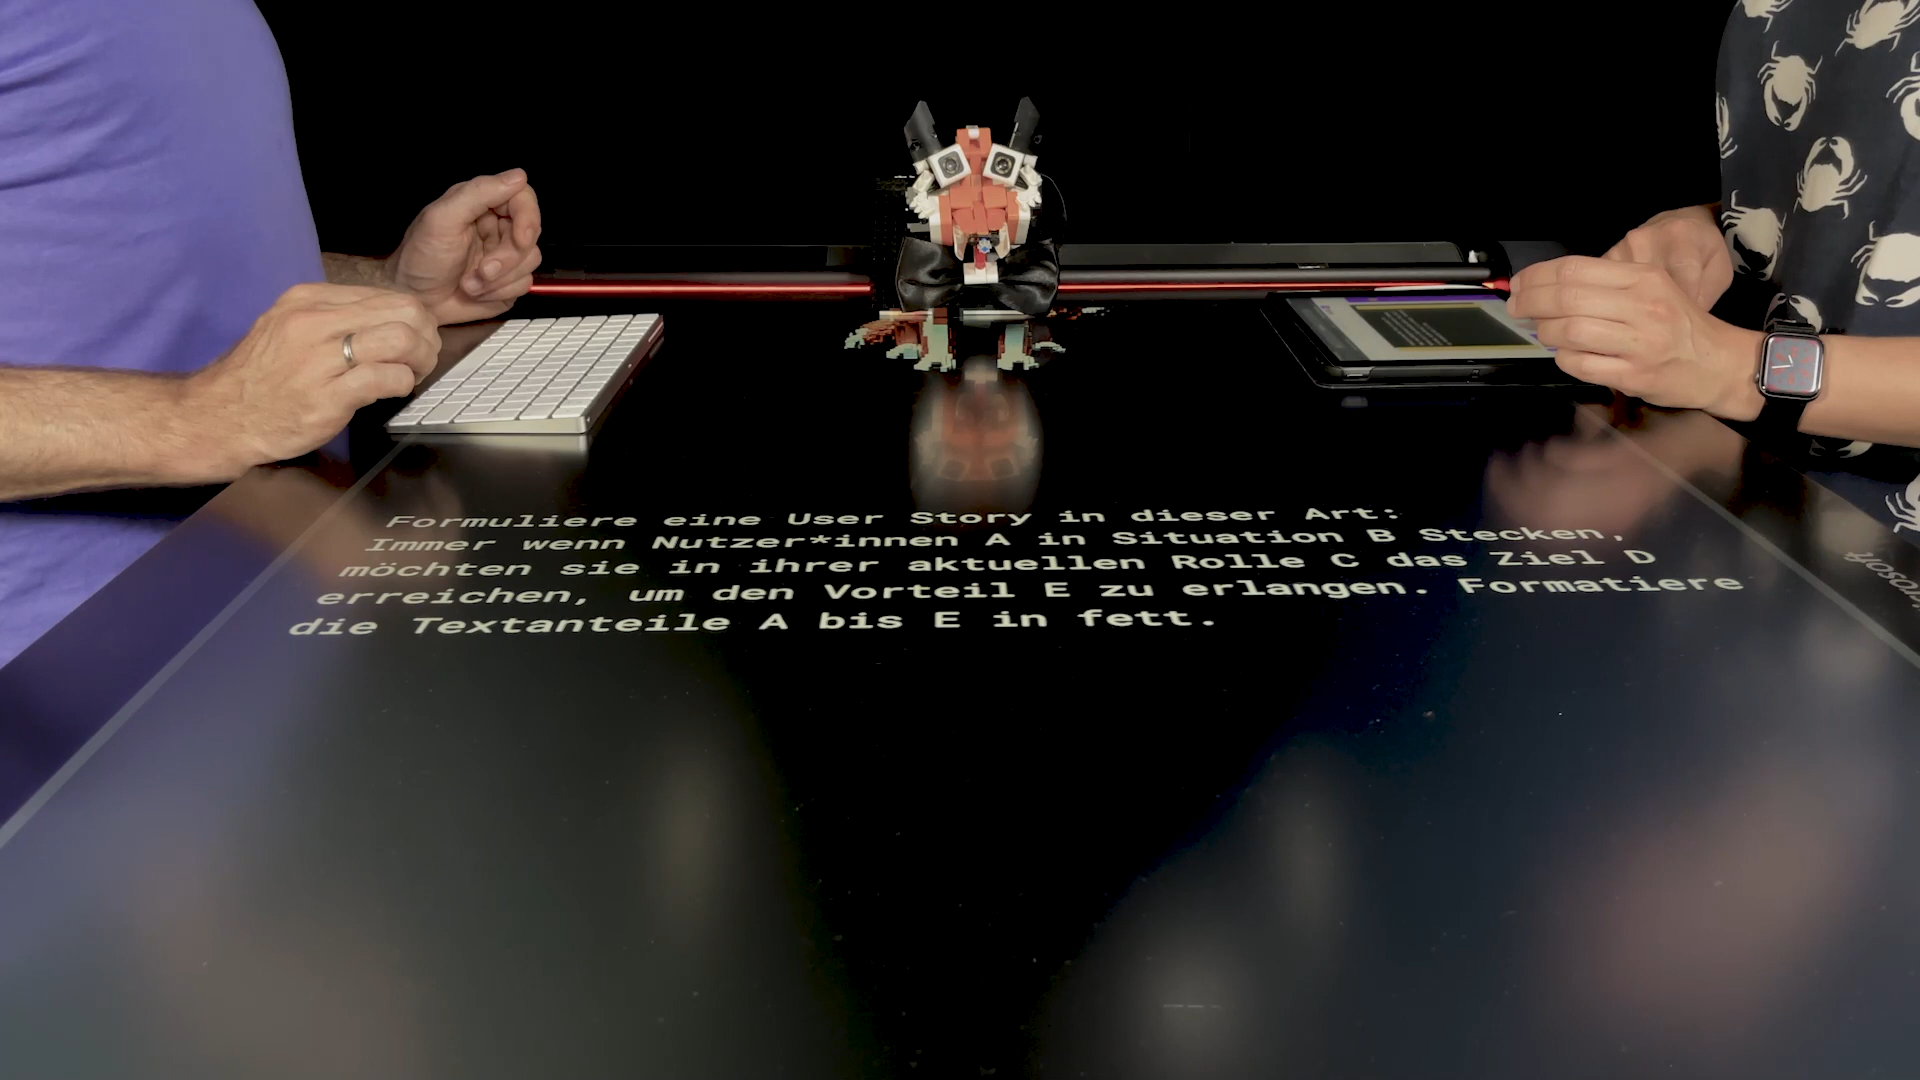 Formuliere eine User Story in dieser Art:
Immer wenn Nutzer*innen A in Situation B Stecken,
möchten sie in ihrer aktuellen Rolle C das Ziel D
erreichen, um den Vorteil E zu erlangen. Formatiere
die Textanteile A bis E in fett.